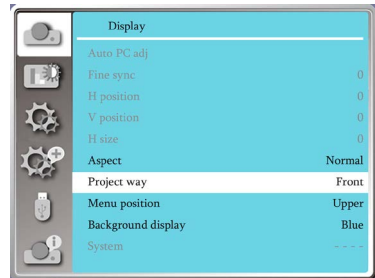 Display
Auto PC adj
Fine sync 0
H position 0
V position 0
H size 0
Aspect Normal
Project way Front
Menu position Upper
Background display Blue
System - - - -